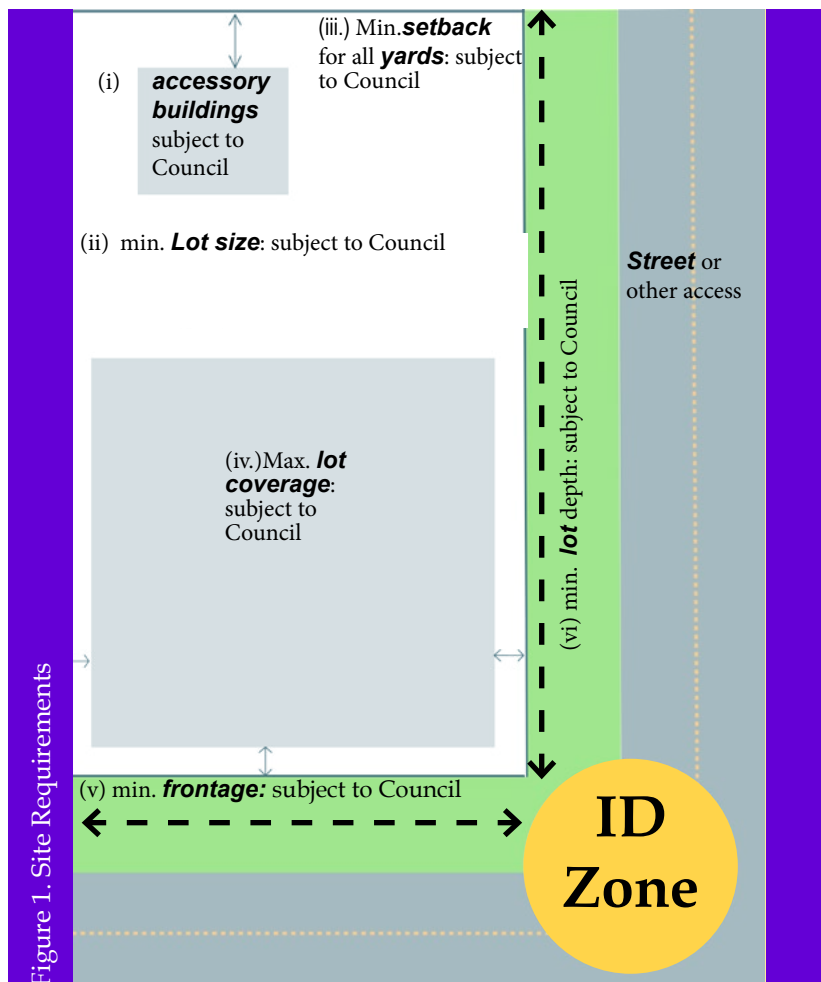 (iii.) Min.setback
for all yards: subject
to Council
(i) accessory
buildings
subject to
Council
(ii) min. Lot size: subject to Council
Street or
other access
(iv.)Max. lot
coverage:
subject to
Council
(vi) min. lot depth: subject to Council
(v) min. frontage: subject to Council
ID
Zone
Figure 1. Site Requirements